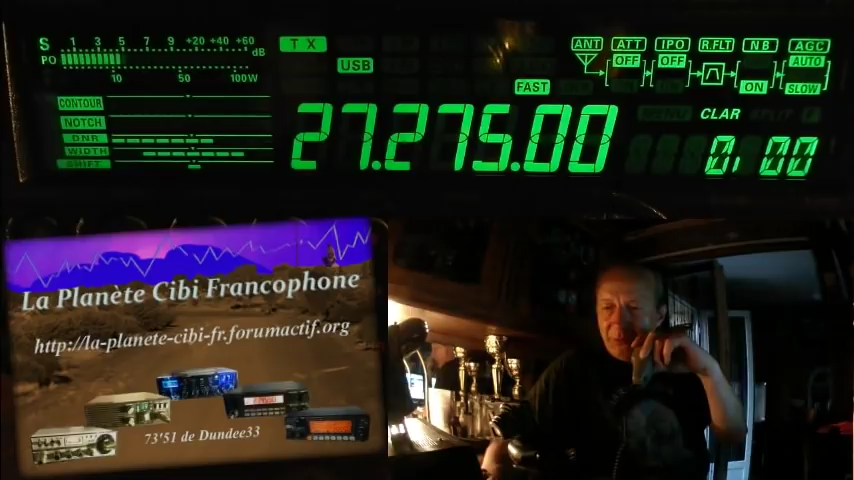 S 1 3 5 7 9 +20 +40 +60 dB
PO 10 50 100W
TX
USB
FAST
ANT ATT IPO R.FLT NB AGC
OFF OFF AUTO
ON SLOW
CONTOUR
NOTCH
DNR
WIDTH
SHIFT
27.275.00
CLAR
0.00
La Planète Cibi Francophone
http://la-planete-cibi-fr.forumactif.org
73'51 de Dundee33